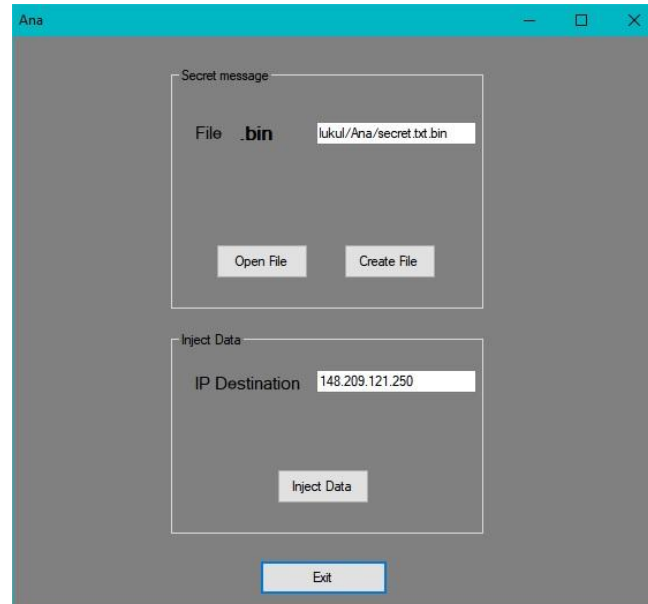 Ana
Secret message
File .bin
lukul/Ana/secret.txt.bin
Open File
Create File
Inject Data
IP Destination
148.209.121.250
Inject Data
Exit